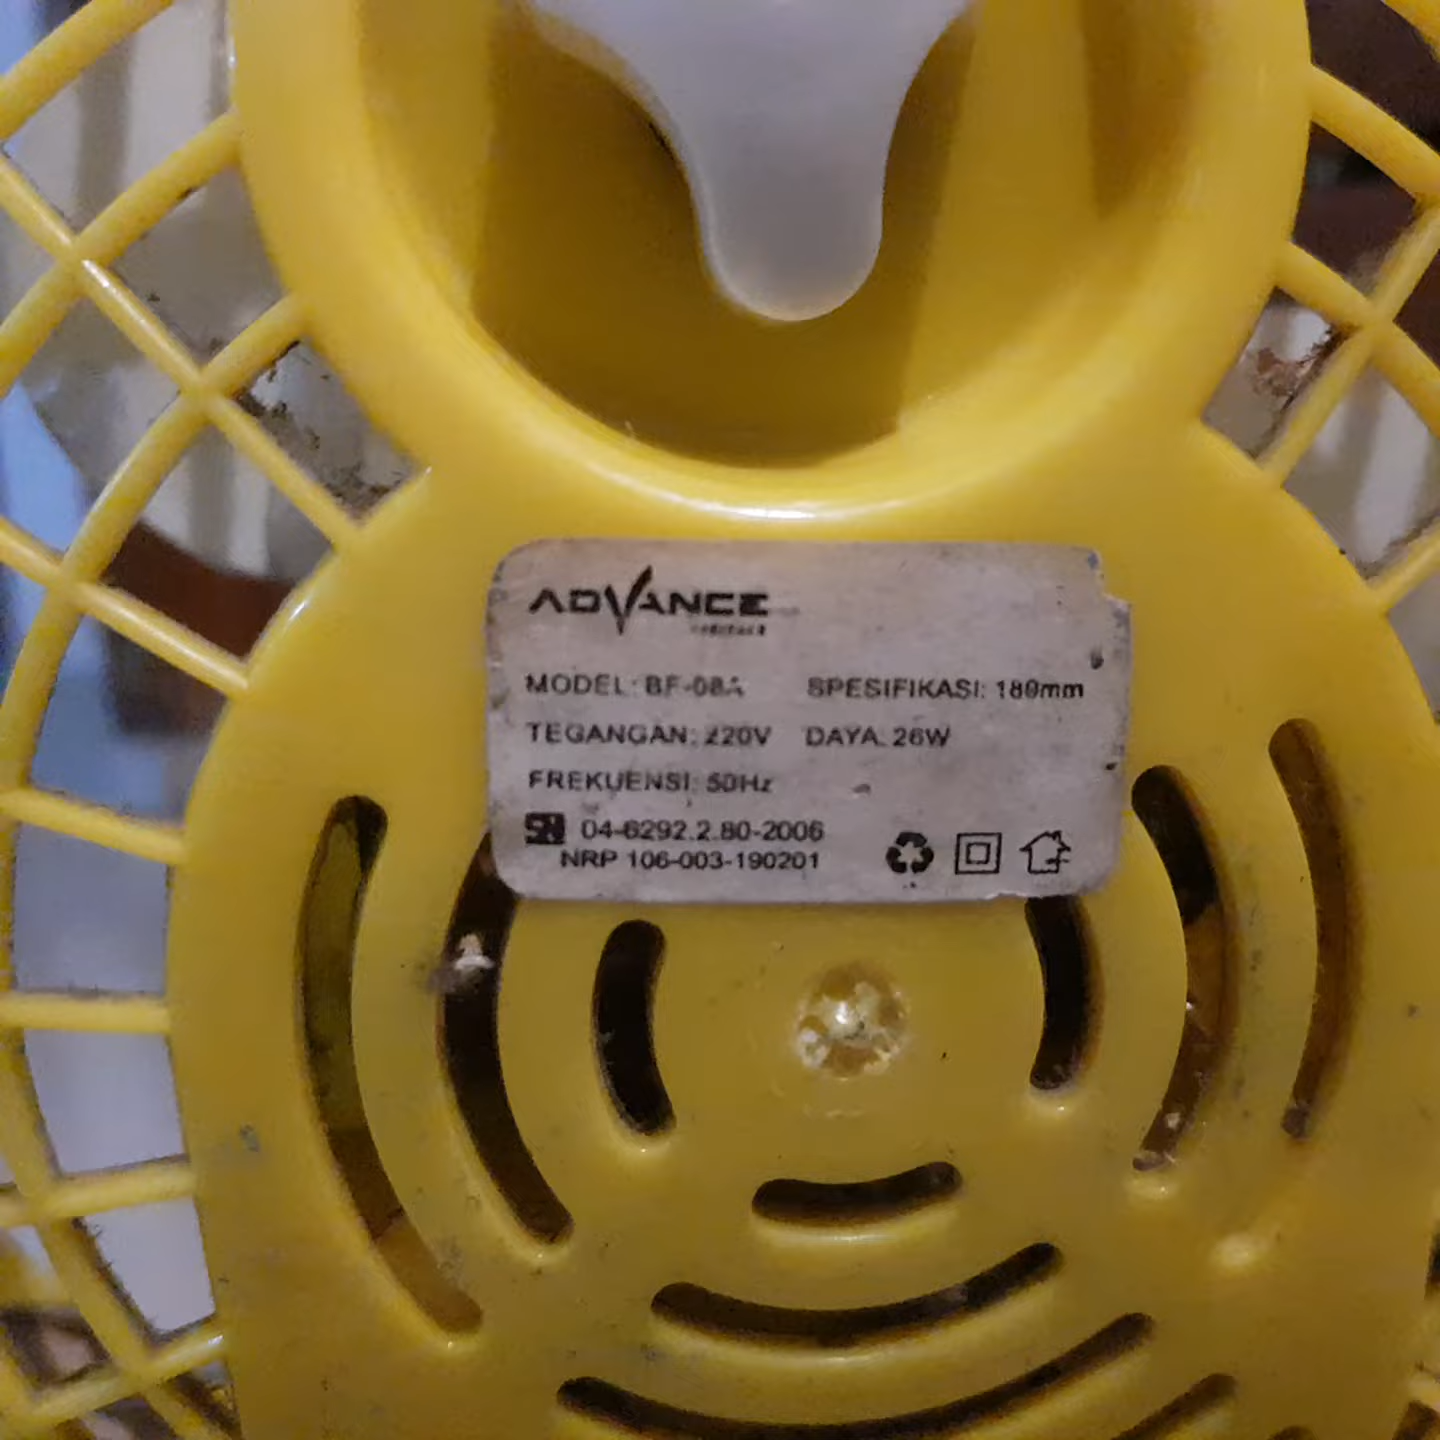 ADVANCE
MODEL: BF-08A SPESIFIKASI: 180mm
TEGANGAN: 220V DAYA: 26W
FREKUENSI: 50Hz
SNI 04-6292.2.80-2006
NRP 106-003-190201